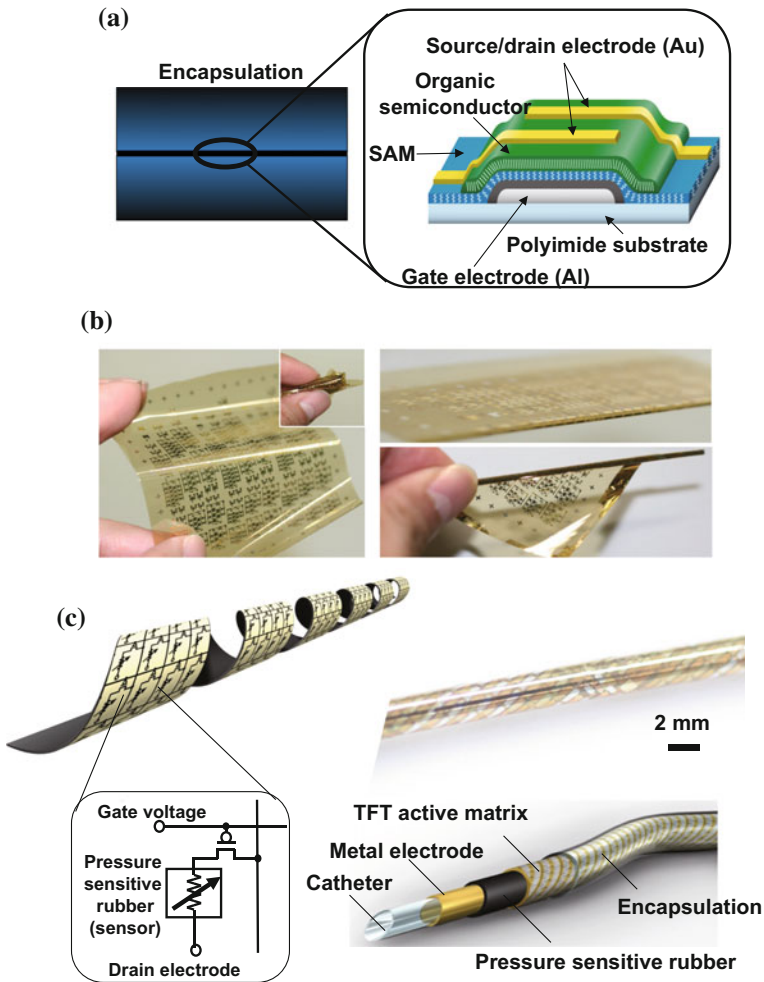 (a)
Encapsulation
Source/drain electrode (Au)
Organic
semiconductor
SAM
Polyimide substrate
Gate electrode (Al)
(b)
(c)
2 mm
Gate voltage
Pressure
sensitive
rubber
(sensor)
Drain electrode
TFT active matrix
Metal electrode
Catheter
Encapsulation
Pressure sensitive rubber